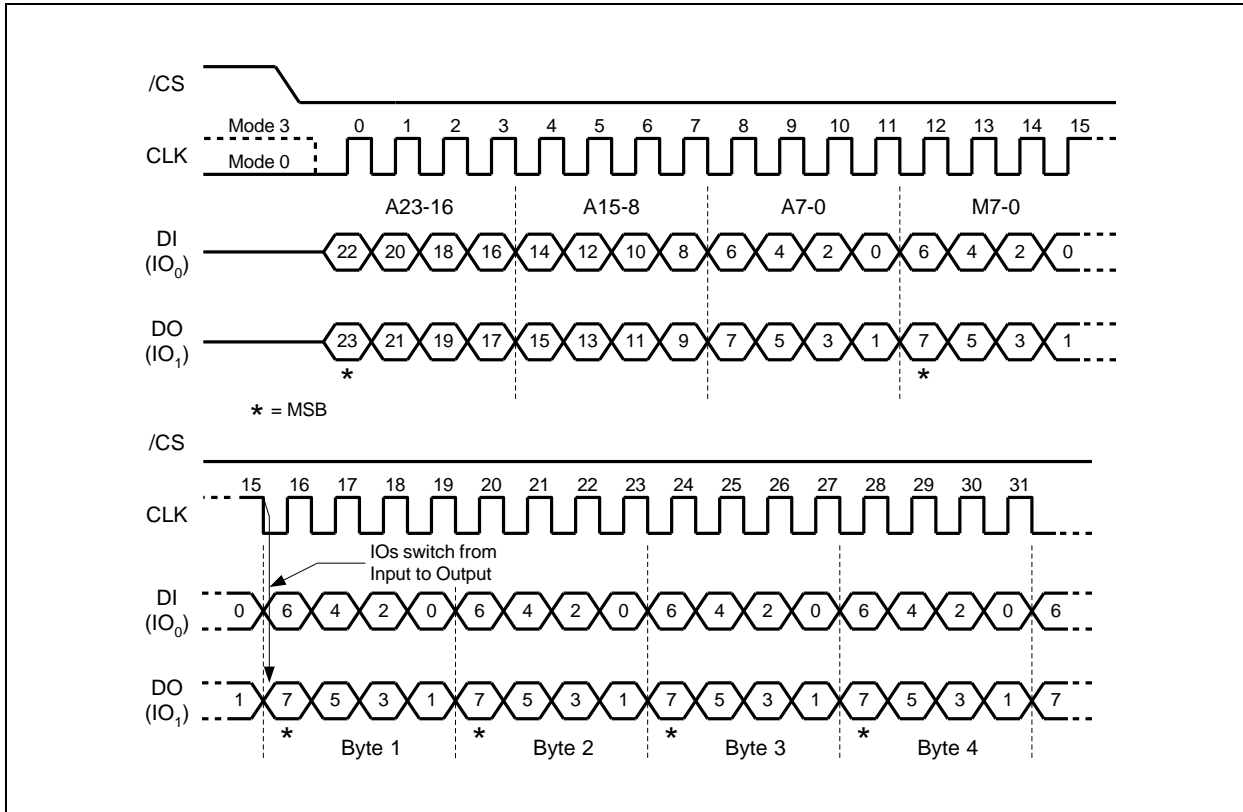 /CS
Mode 3 0 1 2 3 4 5 6 7 8 9 10 11 12 13 14 15
CLK
Mode 0
A23-16 A15-8 A7-0 M7-0
DI
(IO0)
22 20 18 16 14 12 10 8 6 4 2 0 6 4 2 0
DO
(IO1)
23 21 19 17 15 13 11 9 7 5 3 1 7 5 3 1
* *
* = MSB
/CS
15 16 17 18 19 20 21 22 23 24 25 26 27 28 29 30 31
CLK
IOs switch from
Input to Output
DI
(IO0)
0 6 4 2 0 6 4 2 0 6 4 2 0 6 4 2 0 6
DO
(IO1)
1 7 5 3 1 7 5 3 1 7 5 3 1 7 5 3 1 7
* * * *
Byte 1 Byte 2 Byte 3 Byte 4